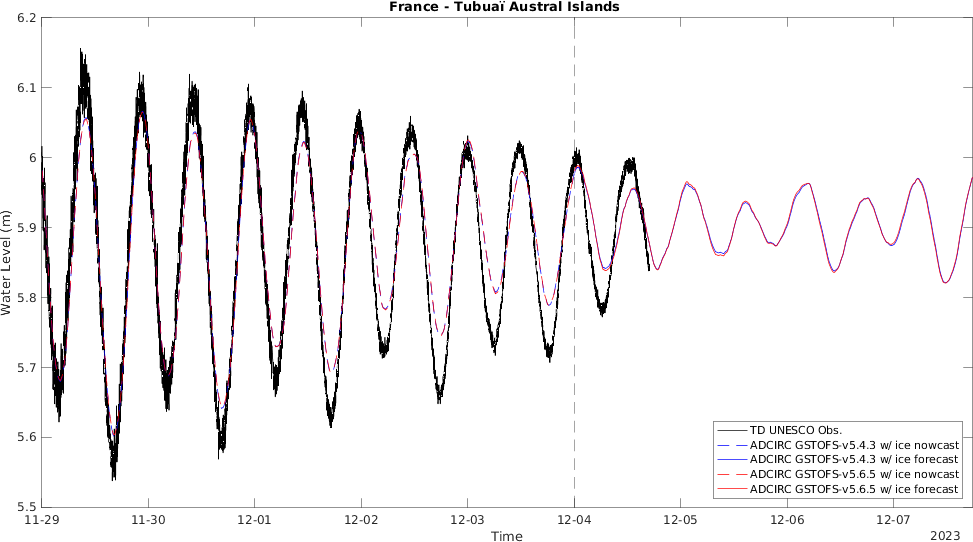 France - Tubuaï Austral Islands
Water Level (m)
6.2
6.1
6
5.9
5.8
5.7
5.6
5.5
TD UNESCO Obs.
ADCIRC GSTOFS-v5.4.3 w/ ice nowcast
ADCIRC GSTOFS-v5.4.3 w/ ice forecast
ADCIRC GSTOFS-v5.6.5 w/ ice nowcast
ADCIRC GSTOFS-v5.6.5 w/ ice forecast
11-29 11-30 12-01 12-02 12-03 12-04 12-05 12-06 12-07
Time
2023